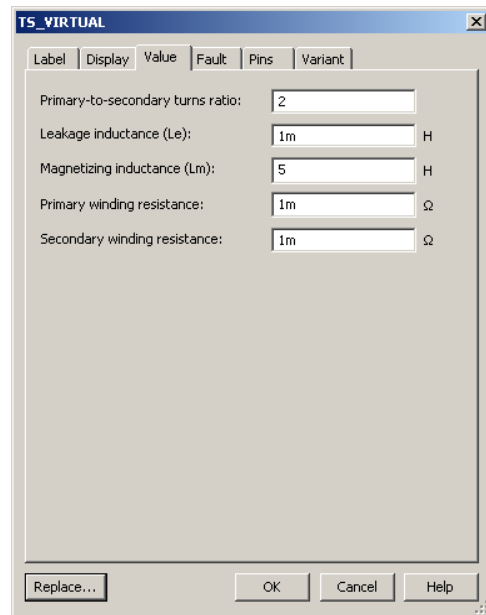 TS_VIRTUAL
Label Display Value Fault Pins Variant
Primary-to-secondary turns ratio: 2
Leakage inductance (Le): 1m H
Magnetizing inductance (Lm): 5 H
Primary winding resistance: 1m Ω
Secondary winding resistance: 1m Ω
Replace... OK Cancel Help